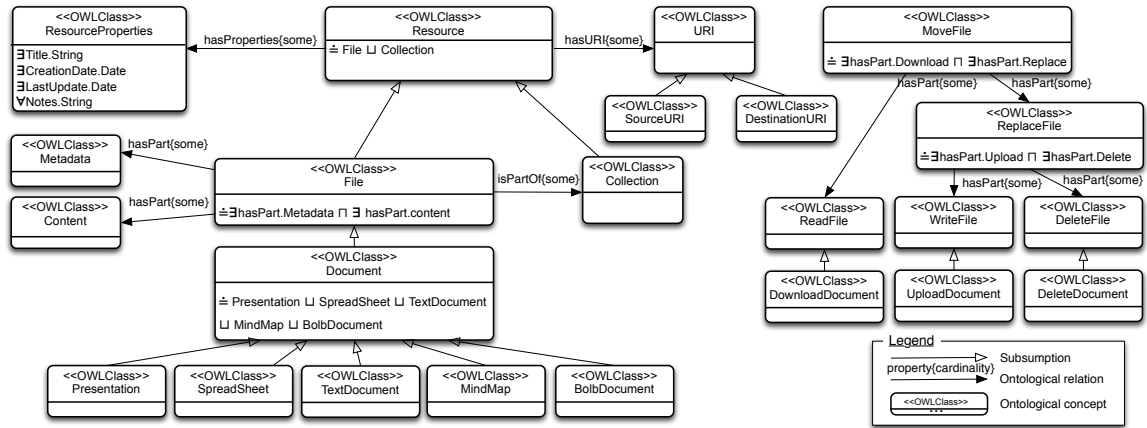 <<OWLClass>>
ResourceProperties
∃Title.String
∃CreationDate.Date
∃LastUpdate.Date
∀Notes.String
hasProperties{some}
<<OWLClass>>
Resource
≐ File ⊔ Collection
hasURI{some}
<<OWLClass>>
URI
<<OWLClass>>
SourceURI
<<OWLClass>>
DestinationURI
<<OWLClass>>
MoveFile
≐ ∃hasPart.Download ⊓ ∃hasPart.Replace
hasPart{some}
hasPart{some}
<<OWLClass>>
ReplaceFile
≐∃hasPart.Upload ⊓ ∃hasPart.Delete
hasPart{some}
hasPart{some}
<<OWLClass>>
Metadata
hasPart{some}
<<OWLClass>>
Content
hasPart{some}
<<OWLClass>>
File
≐∃hasPart.Metadata ⊓ ∃ hasPart.content
isPartOf{some}
<<OWLClass>>
Collection
<<OWLClass>>
ReadFile
<<OWLClass>>
WriteFile
<<OWLClass>>
DeleteFile
<<OWLClass>>
DownloadDocument
<<OWLClass>>
UploadDocument
<<OWLClass>>
DeleteDocument
<<OWLClass>>
Document
≐ Presentation ⊔ SpreadSheet ⊔ TextDocument
⊔ MindMap ⊔ BolbDocument
<<OWLClass>>
Presentation
<<OWLClass>>
SpreadSheet
<<OWLClass>>
TextDocument
<<OWLClass>>
MindMap
<<OWLClass>>
BolbDocument
Legend
Subsumption
property{cardinality}
Ontological relation
<<OWLClass>>
...
Ontological concept